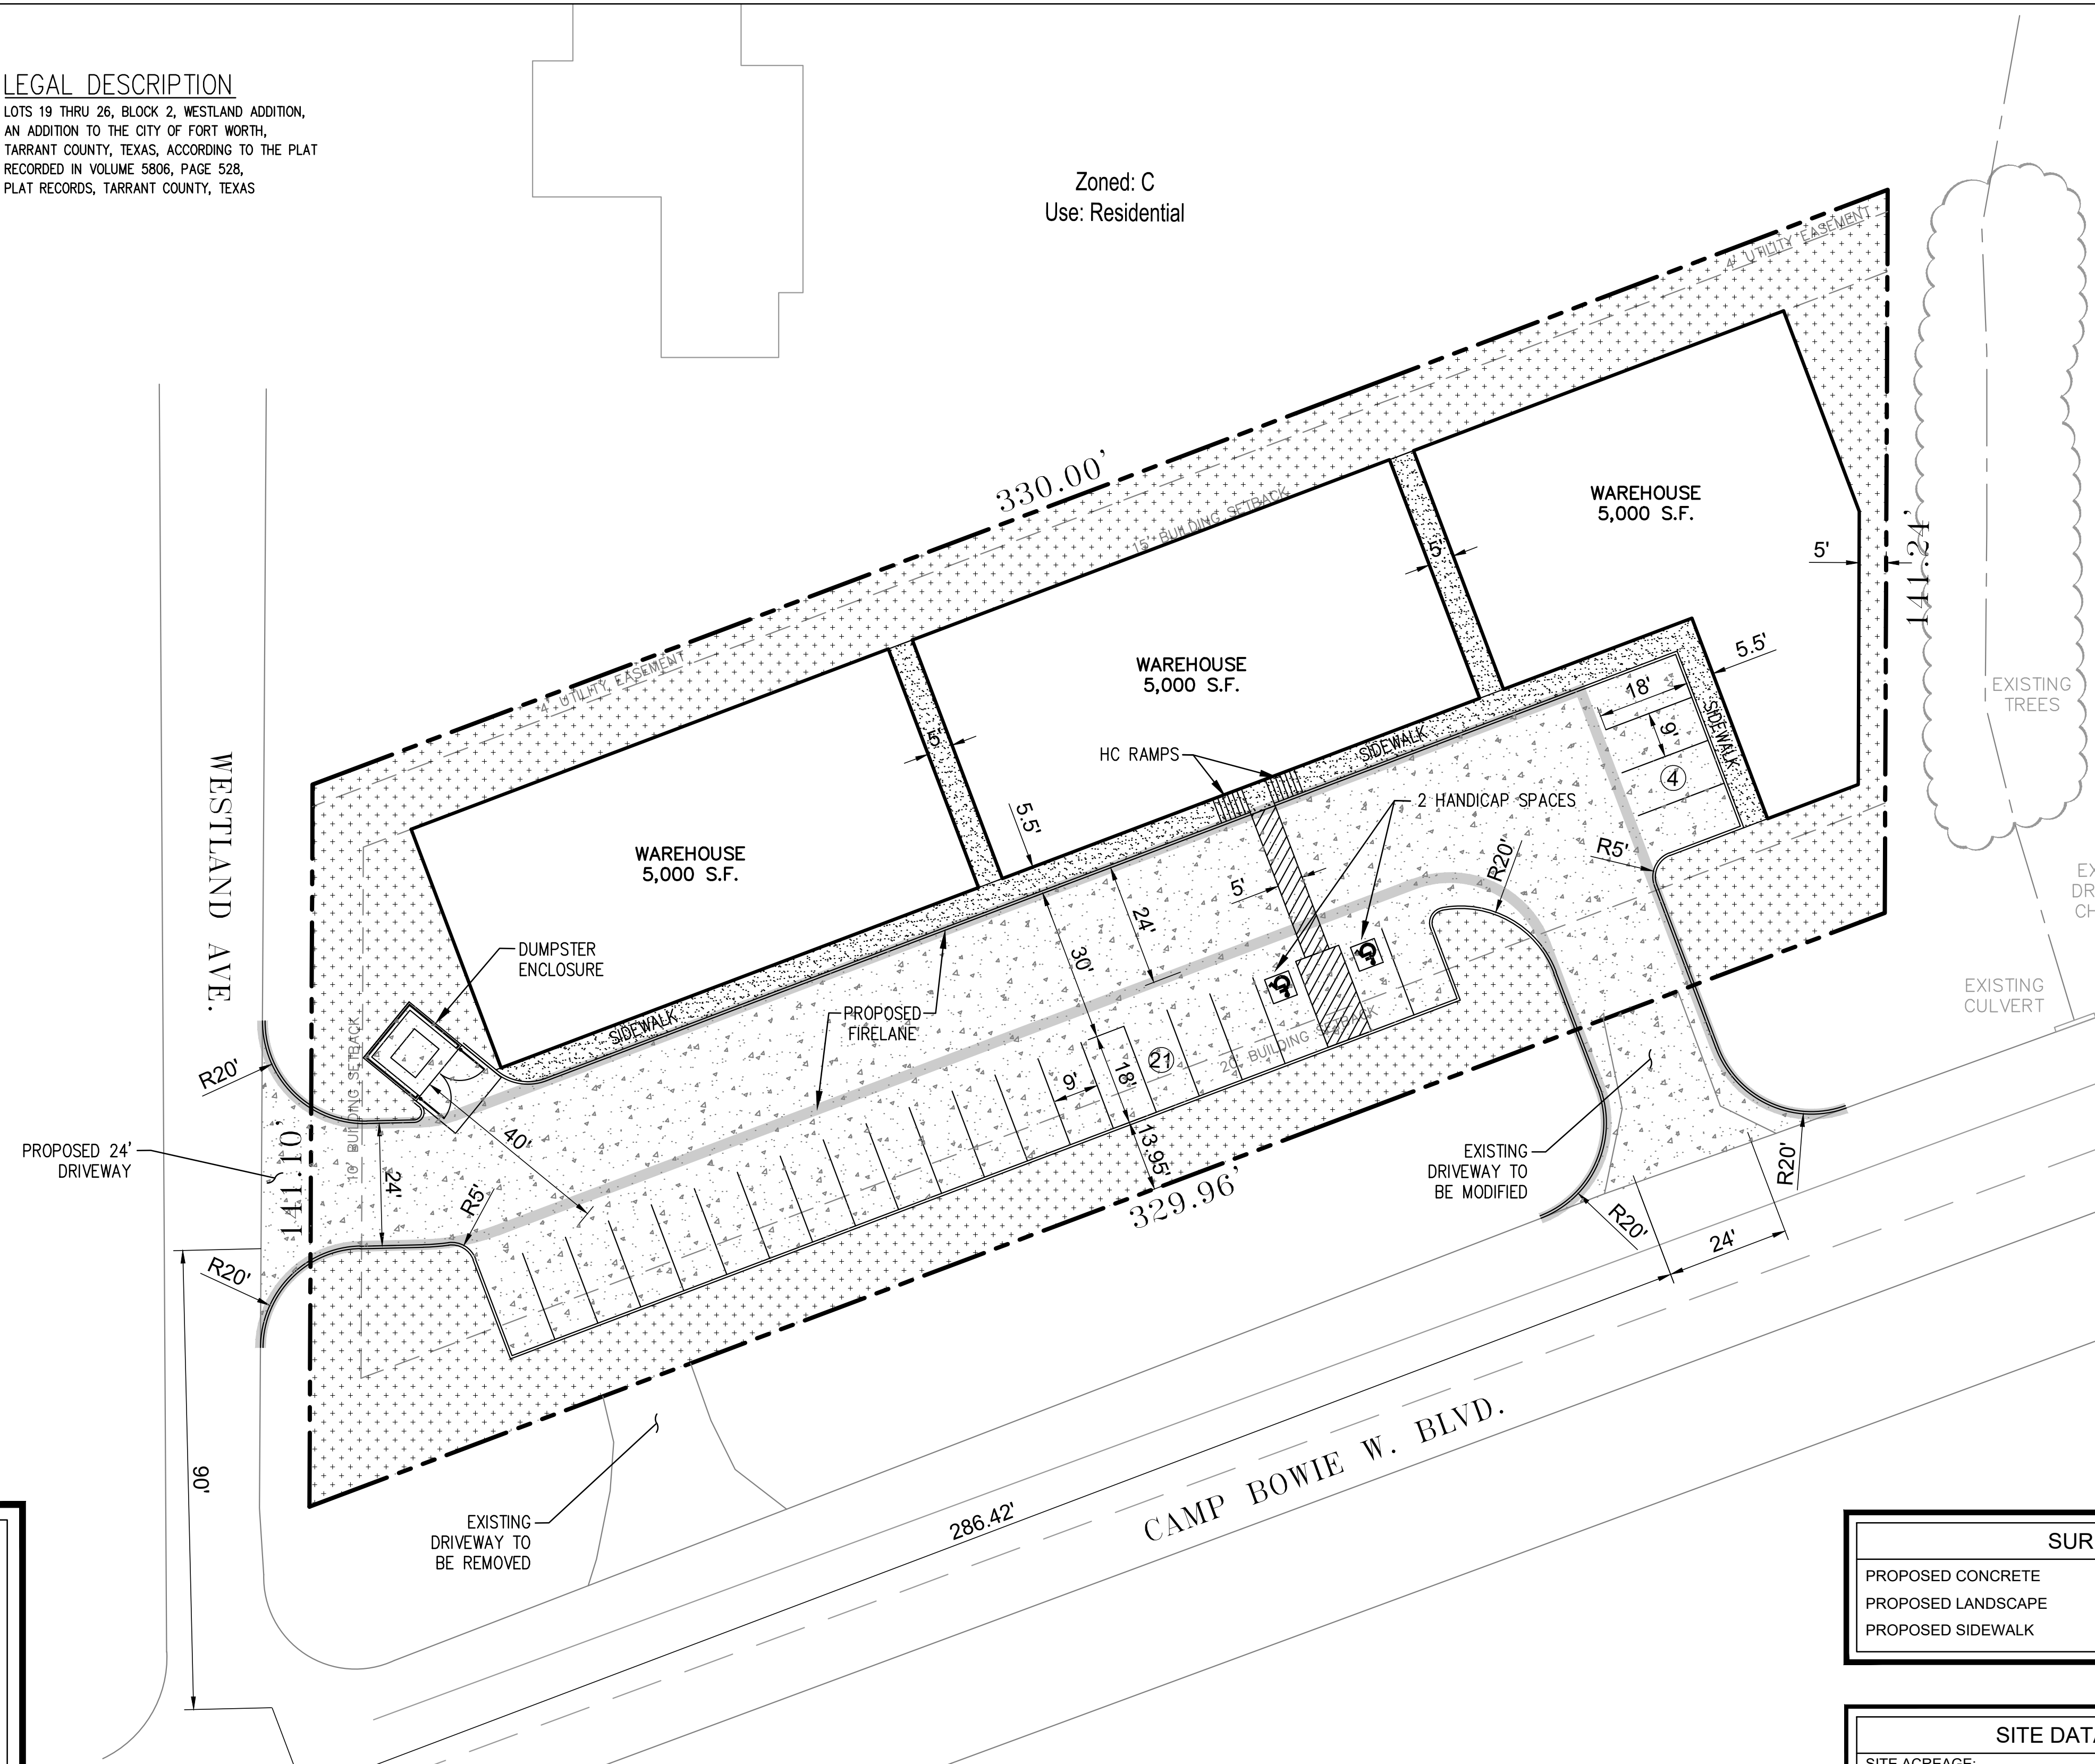 LEGAL DESCRIPTION
LOTS 19 THRU 26, BLOCK 2, WESTLAND ADDITION,
AN ADDITION TO THE CITY OF FORT WORTH,
TARRANT COUNTY, TEXAS, ACCORDING TO THE PLAT
RECORDED IN VOLUME 5806, PAGE 528,
PLAT RECORDS, TARRANT COUNTY, TEXAS
Zoned: C
Use: Residential
4' UTILITY EASEMENT
330.00'
15' BUILDING SETBACK
WAREHOUSE
5,000 S.F.
5'
5'
141.24'
5.5'
EXISTING
TREES
18'
9'
SIDEWALK
4
4' UTILITY EASEMENT
WAREHOUSE
5,000 S.F.
5'
HC RAMPS
SIDEWALK
2 HANDICAP SPACES
5.5'
WESTLAND AVE.
WAREHOUSE
5,000 S.F.
R20'
R5'
5'
24'
30'
DUMPSTER
ENCLOSURE
SIDEWALK
PROPOSED
FIRELANE
EXISTING
CULVERT
10' BUILDING SETBACK
20' BUILDING SETBACK
21
9'
18'
13.95'
R20'
PROPOSED 24'
DRIVEWAY
141.10'
24'
40'
R5'
R20'
329.96'
EXISTING
DRIVEWAY TO
BE MODIFIED
R20'
R20'
24'
90'
286.42'
CAMP BOWIE W. BLVD.
EXISTING
DRIVEWAY TO
BE REMOVED
SUR
PROPOSED CONCRETE
PROPOSED LANDSCAPE
PROPOSED SIDEWALK
SITE DAT
SITE ACREAGE: